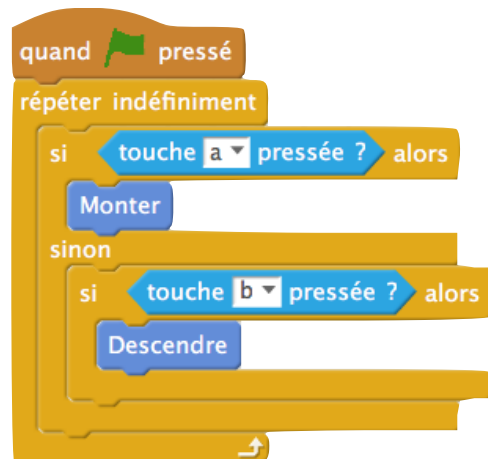 quand pressé
répéter indéfiniment
si touche a pressée ? alors
Monter
sinon
si touche b pressée ? alors
Descendre